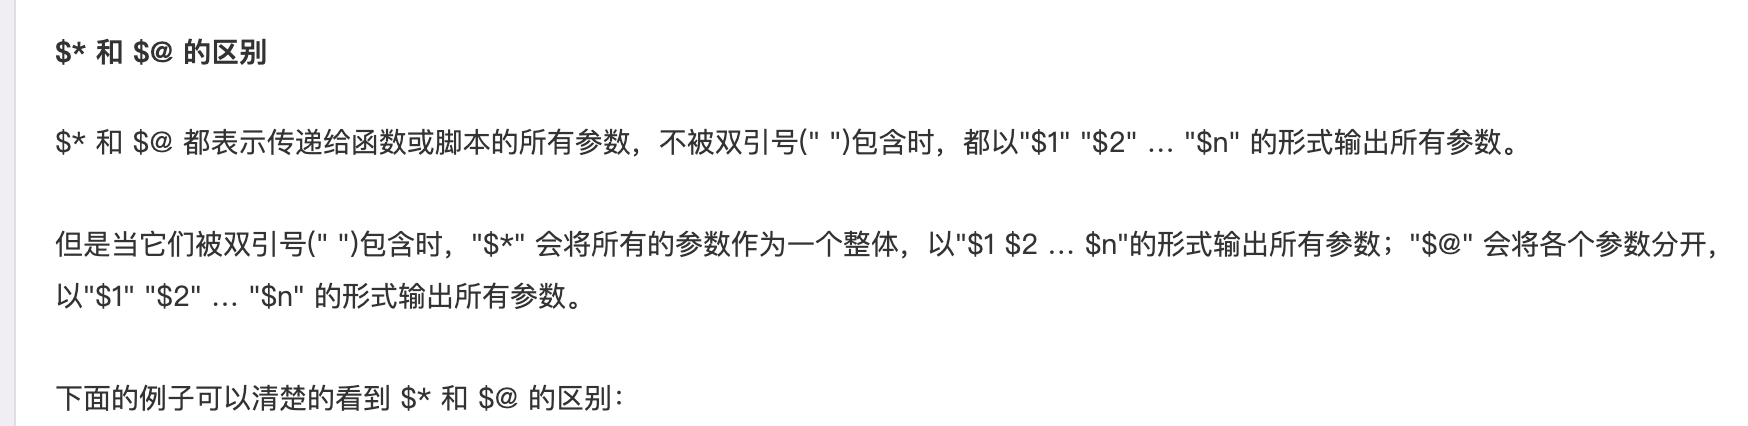 $* 和 $@ 的区别
$* 和 $@ 都表示传递给函数或脚本的所有参数，不被双引号(" ")包含时，都以"$1" "$2" … "$n" 的形式输出所有参数。
但是当它们被双引号(" ")包含时，"$*" 会将所有的参数作为一个整体，以"$1 $2 … $n"的形式输出所有参数；"$@" 会将各个参数分开，
以"$1" "$2" … "$n" 的形式输出所有参数。
下面的例子可以清楚的看到 $* 和 $@ 的区别：